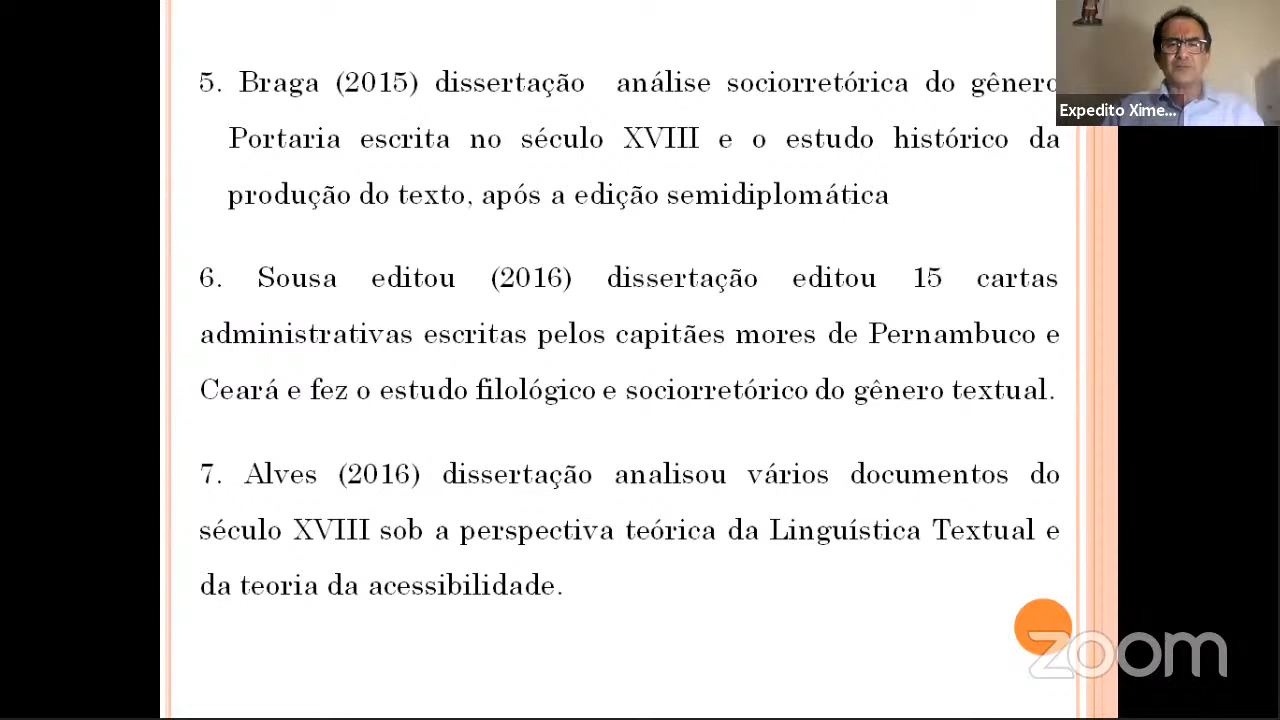 5. Braga (2015) dissertação análise sociorretórica do gênero
Portaria escrita no século XVIII e o estudo histórico da
produção do texto, após a edição semidiplomática
6. Sousa editou (2016) dissertação editou 15 cartas
administrativas escritas pelos capitães mores de Pernambuco e
Ceará e fez o estudo filológico e sociorretórico do gênero textual.
7. Alves (2016) dissertação analisou vários documentos do
século XVIII sob a perspectiva teórica da Linguística Textual e
da teoria da acessibilidade.
Expedito Xime...
zoom